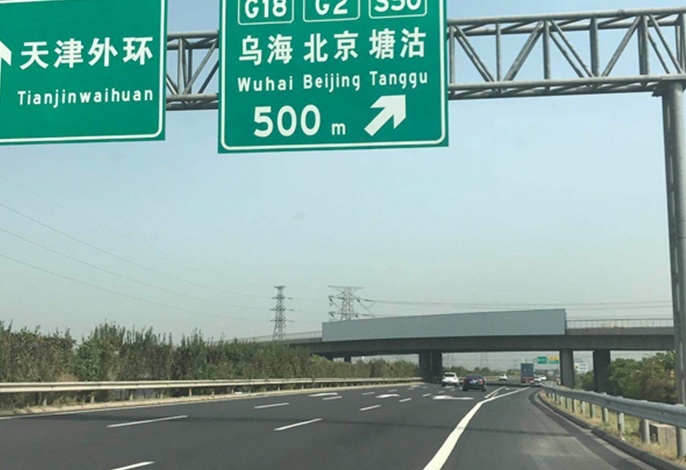 天津外环
Tianjinwaihuan
G18 G2 S50
乌海 北京 塘沽
Wuhai Beijing Tanggu
500 m